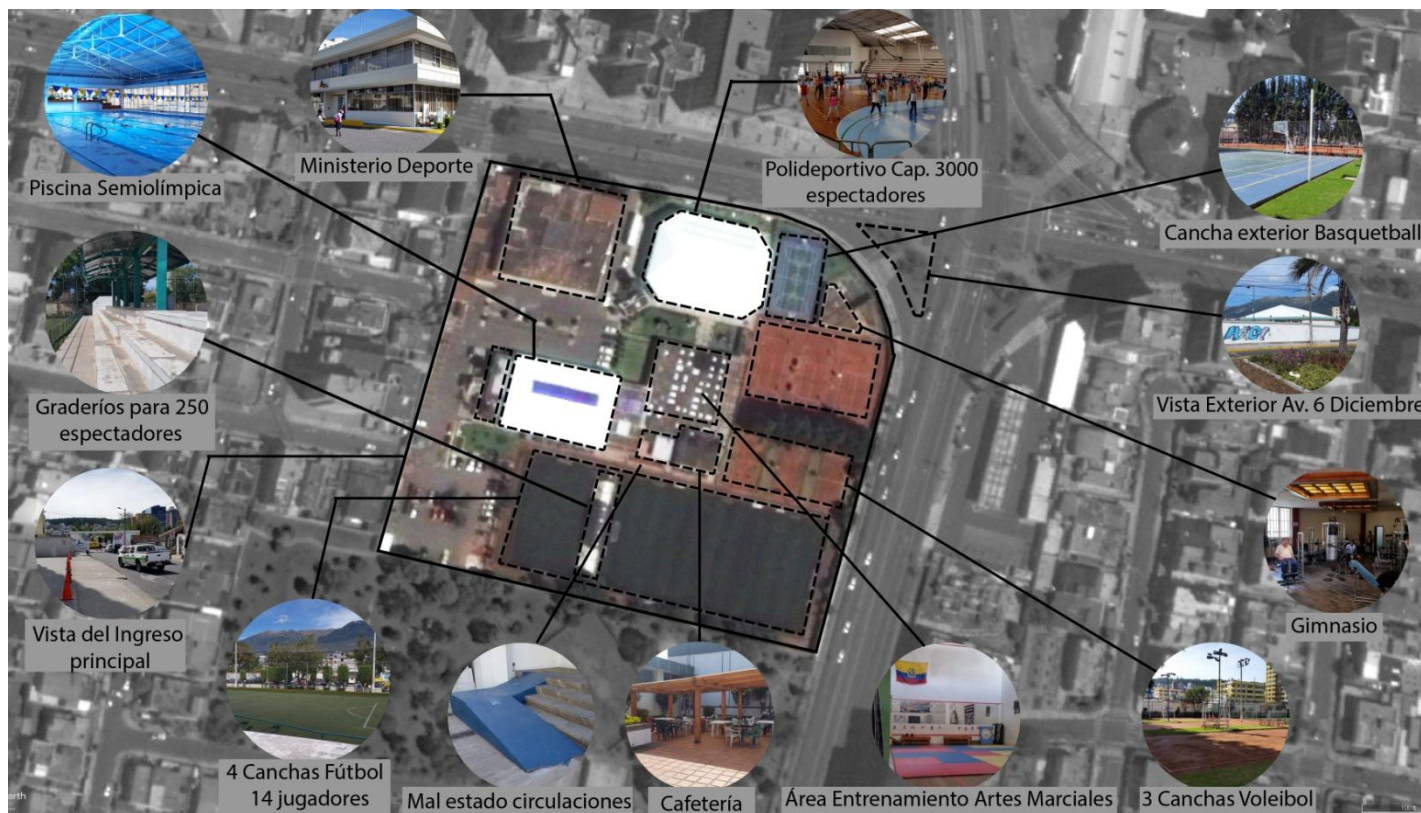 Piscina Semiolímpica
Ministerio Deporte
Polideportivo Cap. 3000
espectadores
Cancha exterior Basquetball
Graderíos para 250
espectadores
Vista Exterior Av. 6 Diciembre
Vista del Ingreso
principal
Gimnasio
4 Canchas Fútbol
14 jugadores
Mal estado circulaciones
Cafetería
Área Entrenamiento Artes Marciales
3 Canchas Voleibol